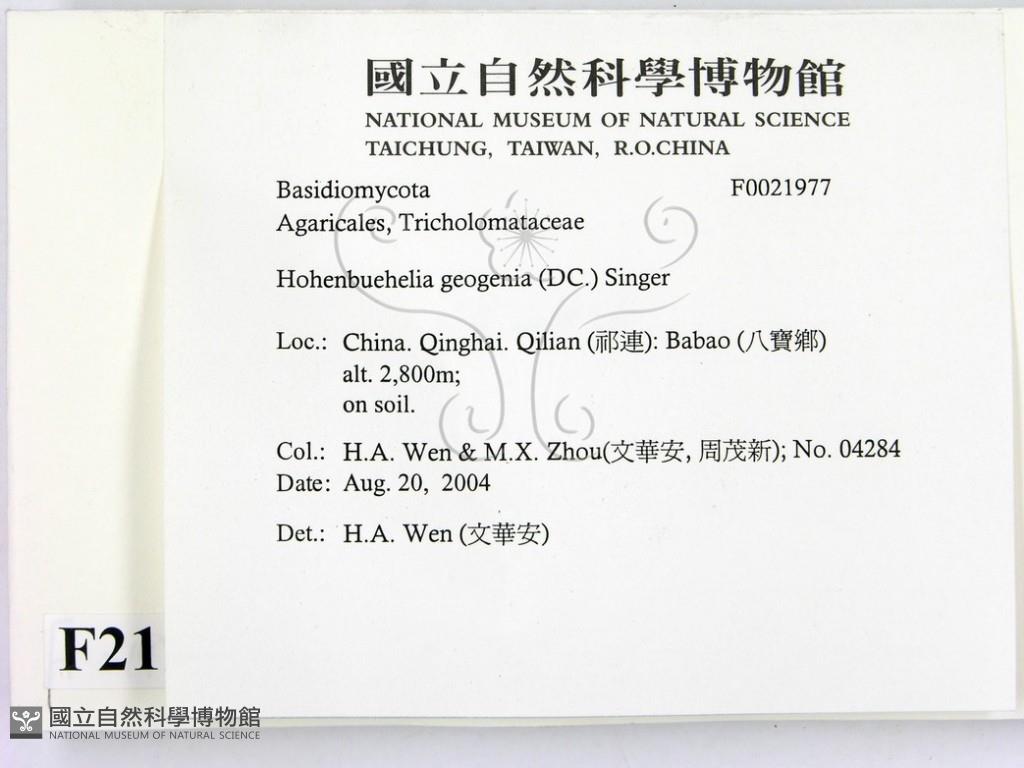 國立自然科學博物館
NATIONAL MUSEUM OF NATURAL SCIENCE
TAICHUNG, TAIWAN, R.O.CHINA
Basidiomycota F0021977
Agaricales, Tricholomataceae
Hohenbuehelia geogenia (DC.) Singer
Loc.: China. Qinghai. Qilian (祁連): Babao (八寶鄉)
alt. 2,800m;
on soil.
Col.: H.A. Wen & M.X. Zhou(文華安, 周茂新); No. 04284
Date: Aug. 20, 2004
Det.: H.A. Wen (文華安)
F21
國立自然科學博物館
NATIONAL MUSEUM OF NATURAL SCIENCE